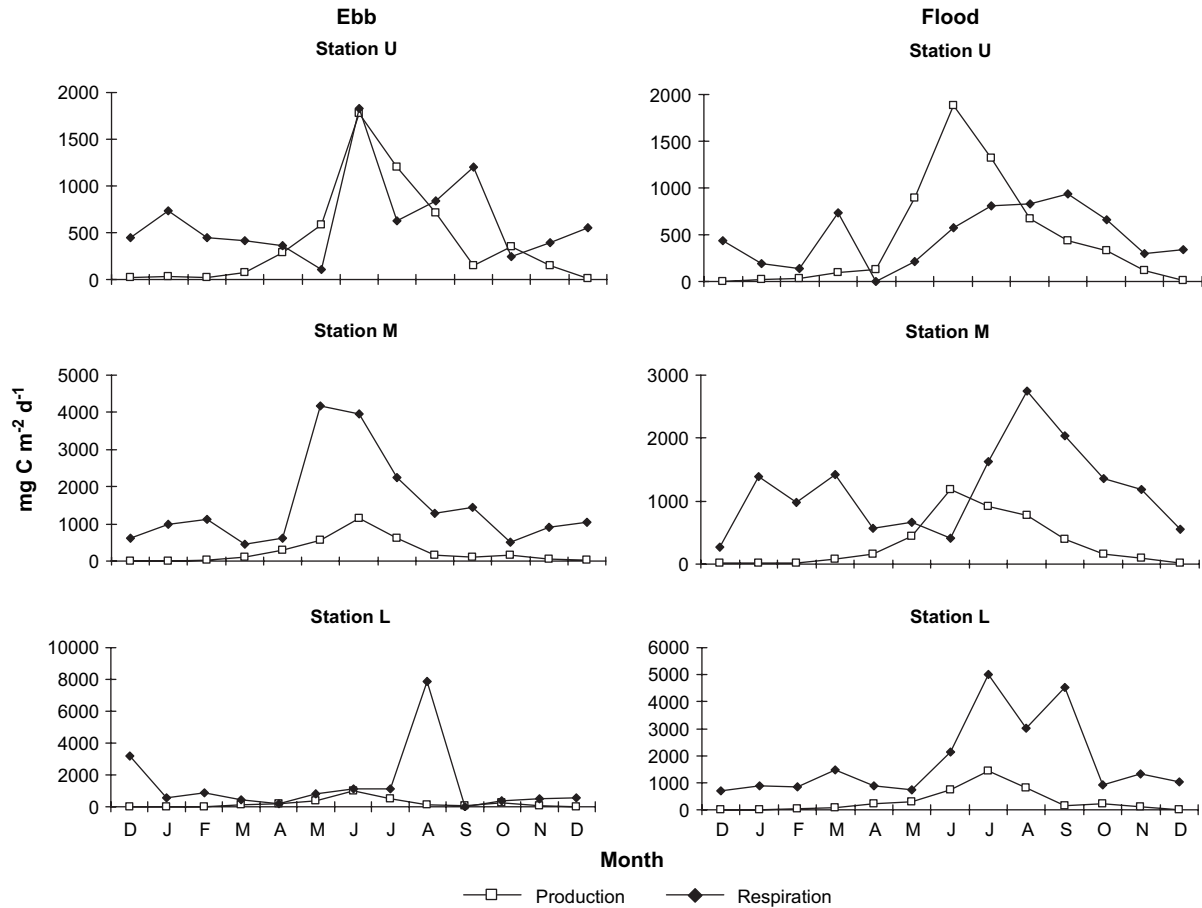 Ebb
Flood
Station U
Station U
2000
1500
1000
500
0
2000
1500
1000
500
0
Station M
Station M
5000
4000
3000
2000
1000
0
3000
2000
1000
0
mg C m-2 d-1
Station L
Station L
10000
8000
6000
4000
2000
0
6000
5000
4000
3000
2000
1000
0
D J F M A M J J A S O N D
D J F M A M J J A S O N D
Month
Production Respiration